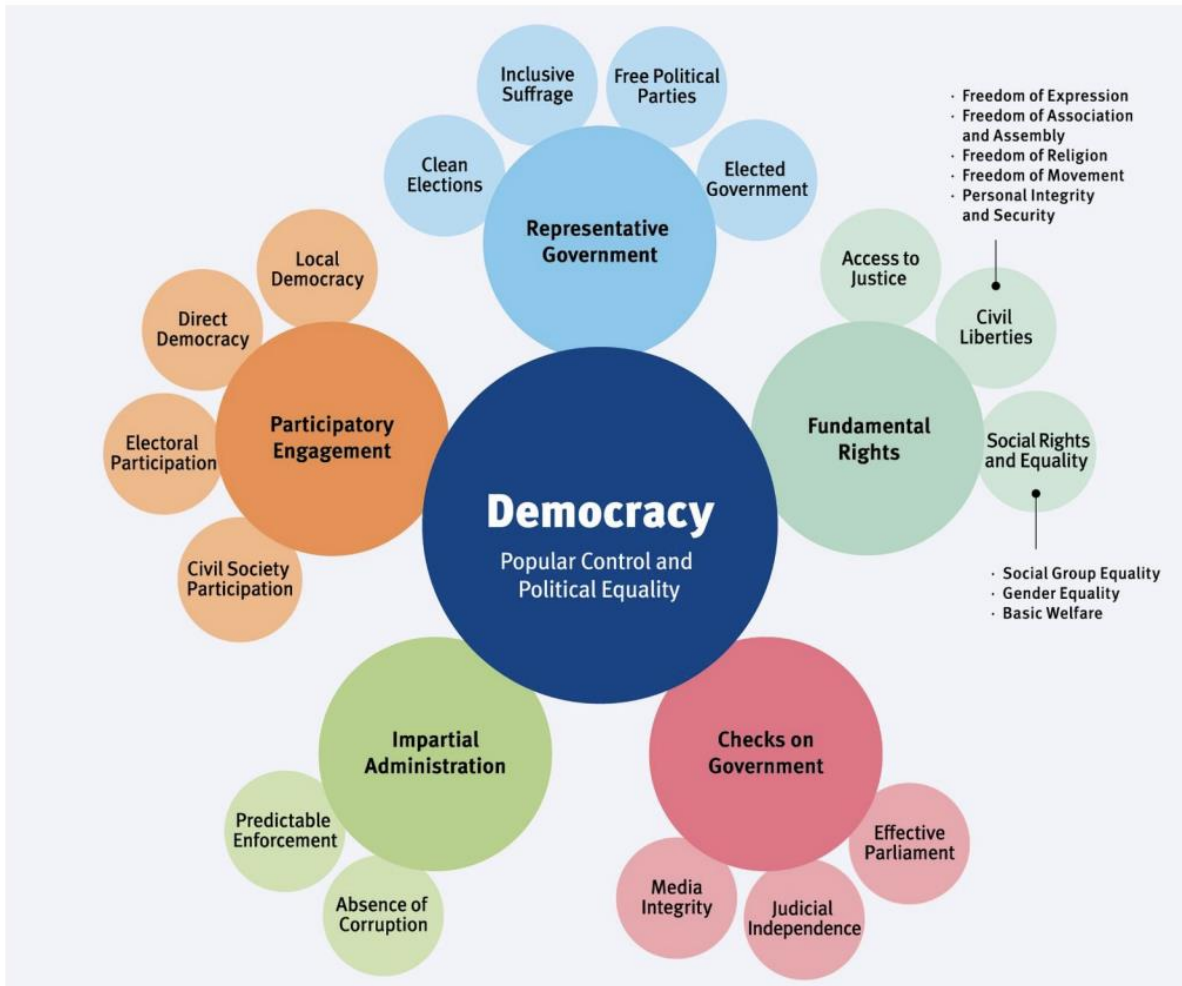 Inclusive
Suffrage
Free Political
Parties
Clean
Elections
Elected
Government
Representative
Government
· Freedom of Expression
· Freedom of Association
and Assembly
· Freedom of Religion
· Freedom of Movement
· Personal Integrity
and Security
Access to
Justice
Civil
Liberties
Social Rights
and Equality
Fundamental
Rights
· Social Group Equality
· Gender Equality
· Basic Welfare
Local
Democracy
Direct
Democracy
Electoral
Participation
Civil Society
Participation
Participatory
Engagement
Democracy
Popular Control and
Political Equality
Impartial
Administration
Predictable
Enforcement
Absence of
Corruption
Checks on
Government
Effective
Parliament
Media
Integrity
Judicial
Independence